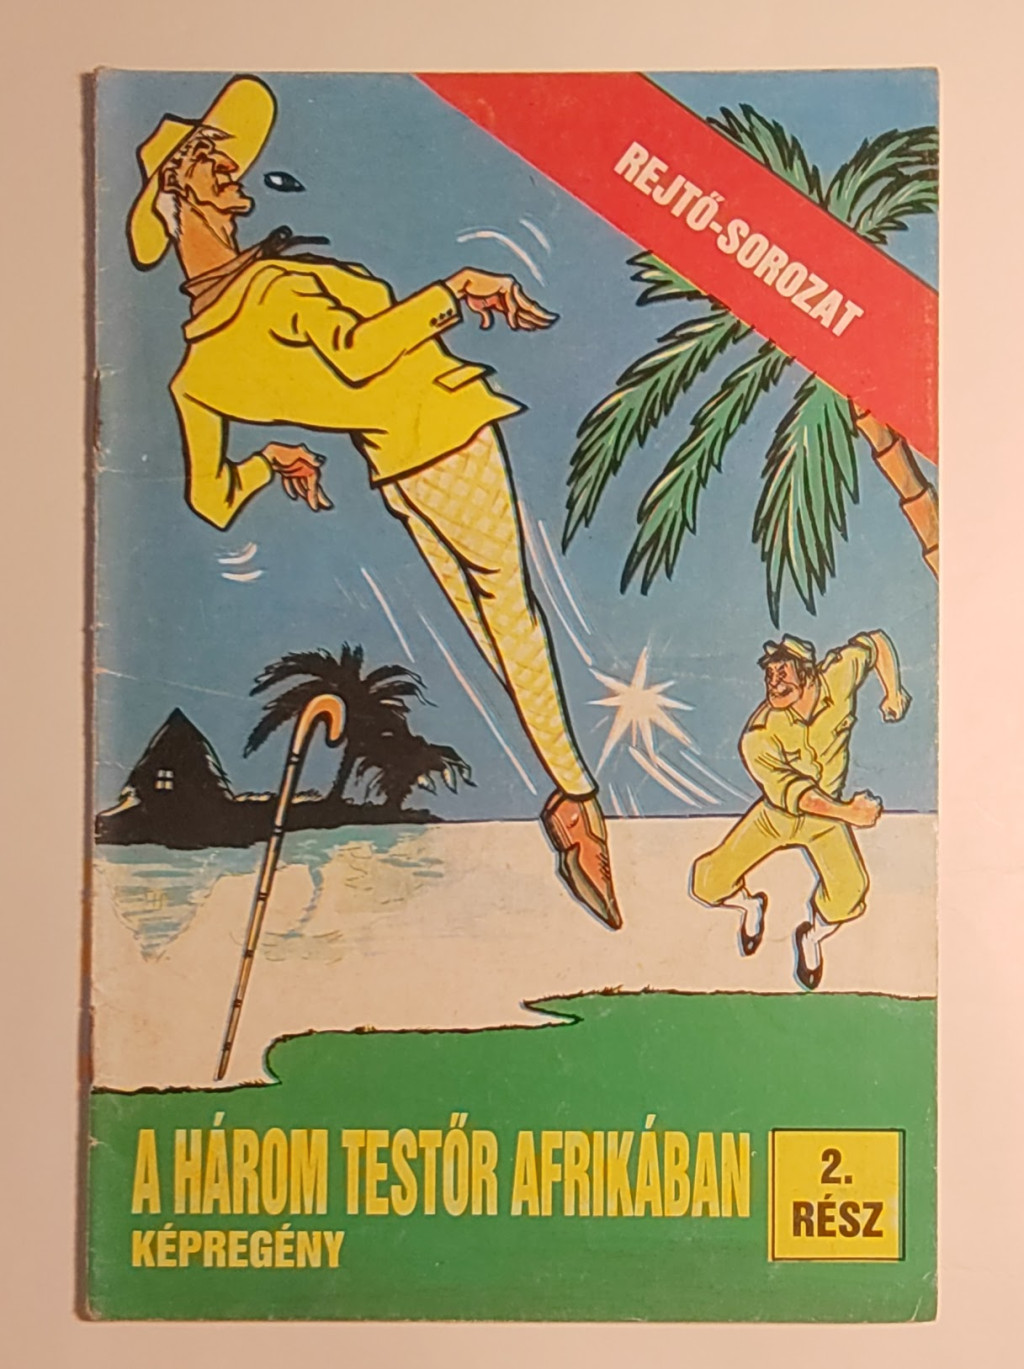 REJTŐ-SOROZAT
A HÁROM TESTŐR AFRIKÁBAN
KÉPREGÉNY
2.
RÉSZ